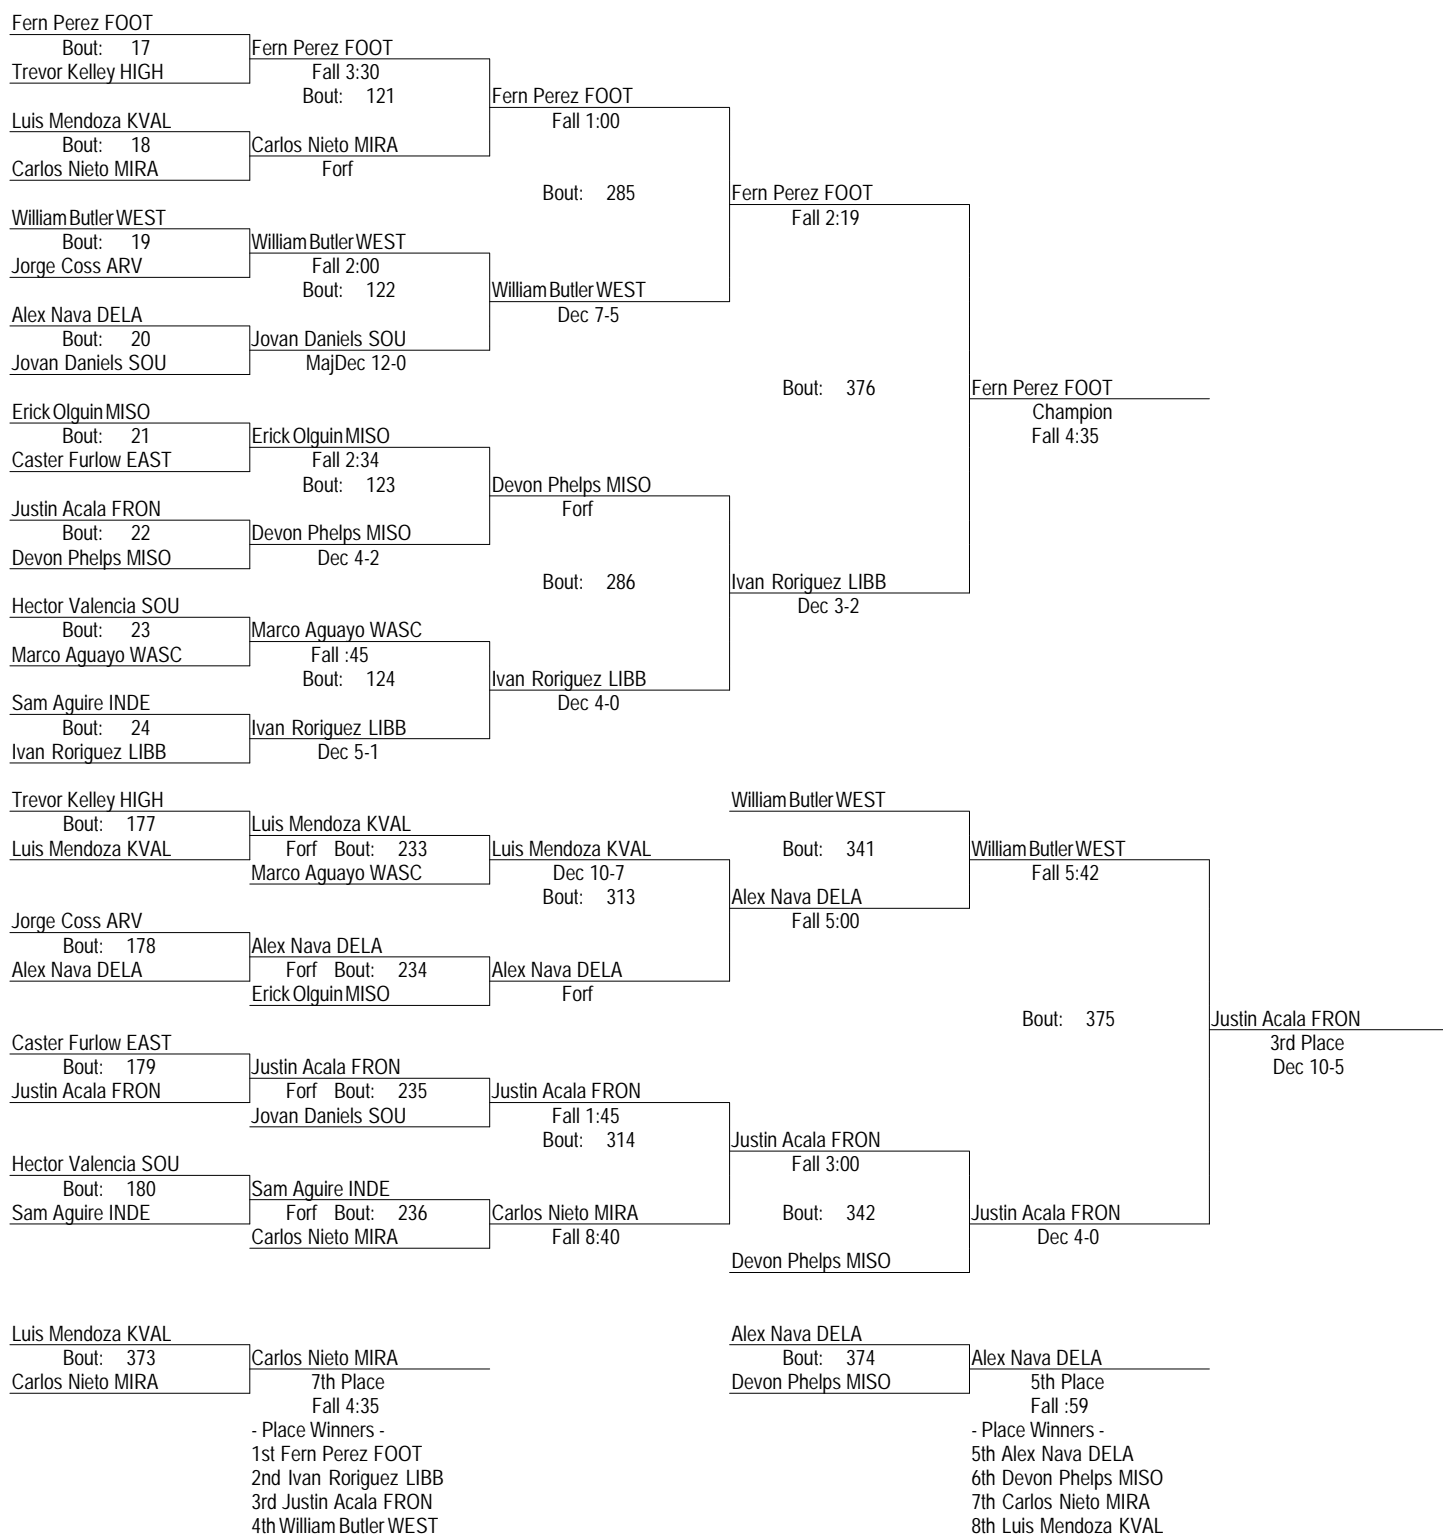 Fern Perez FOOT
Bout: 17 Fern Perez FOOT
Trevor Kelley HIGH Fall 3:30
Bout: 121 Fern Perez FOOT
Luis Mendoza KVAL Fall 1:00
Bout: 18 Carlos Nieto MIRA
Carlos Nieto MIRA Forf
Bout: 285 Fern Perez FOOT
William Butler WEST Fall 2:19
Bout: 19 William Butler WEST
Jorge Coss ARV Fall 2:00
Bout: 122 William Butler WEST
Alex Nava DELA Dec 7-5
Bout: 20 Jovan Daniels SOU
Jovan Daniels SOU MajDec 12-0
Bout: 376 Fern Perez FOOT
Erick Olguin MISO Champion
Bout: 21 Erick Olguin MISO Fall 4:35
Caster Furlow EAST Fall 2:34
Bout: 123 Devon Phelps MISO
Justin Acala FRON Forf
Bout: 22 Devon Phelps MISO
Devon Phelps MISO Dec 4-2
Bout: 286 Ivan Roriguez LIBB
Hector Valencia SOU Dec 3-2
Bout: 23 Marco Aguayo WASC
Marco Aguayo WASC Fall :45
Bout: 124 Ivan Roriguez LIBB
Sam Aguire INDE Dec 4-0
Bout: 24 Ivan Roriguez LIBB
Ivan Roriguez LIBB Dec 5-1
Trevor Kelley HIGH William Butler WEST
Bout: 177 Luis Mendoza KVAL
Luis Mendoza KVAL Forf Bout: 233 Luis Mendoza KVAL Bout: 341 William Butler WEST
Marco Aguayo WASC Dec 10-7 Fall 5:42
Bout: 313 Alex Nava DELA
Jorge Coss ARV Fall 5:00
Bout: 178 Alex Nava DELA
Alex Nava DELA Forf Bout: 234 Alex Nava DELA
Erick Olguin MISO Forf
Bout: 375 Justin Acala FRON
Caster Furlow EAST 3rd Place
Bout: 179 Justin Acala FRON Dec 10-5
Justin Acala FRON Forf Bout: 235 Justin Acala FRON
Jovan Daniels SOU Fall 1:45
Bout: 314 Justin Acala FRON
Hector Valencia SOU Fall 3:00
Bout: 180 Sam Aguire INDE
Sam Aguire INDE Forf Bout: 236 Carlos Nieto MIRA Bout: 342 Justin Acala FRON
Carlos Nieto MIRA Fall 8:40 Dec 4-0
Devon Phelps MISO
Luis Mendoza KVAL Alex Nava DELA
Bout: 373 Carlos Nieto MIRA Bout: 374 Alex Nava DELA
Carlos Nieto MIRA 7th Place Devon Phelps MISO 5th Place
Fall 4:35 Fall :59
- Place Winners - - Place Winners -
1st Fern Perez FOOT 5th Alex Nava DELA
2nd Ivan Roriguez LIBB 6th Devon Phelps MISO
3rd Justin Acala FRON 7th Carlos Nieto MIRA
4th William Butler WEST 8th Luis Mendoza KVAL